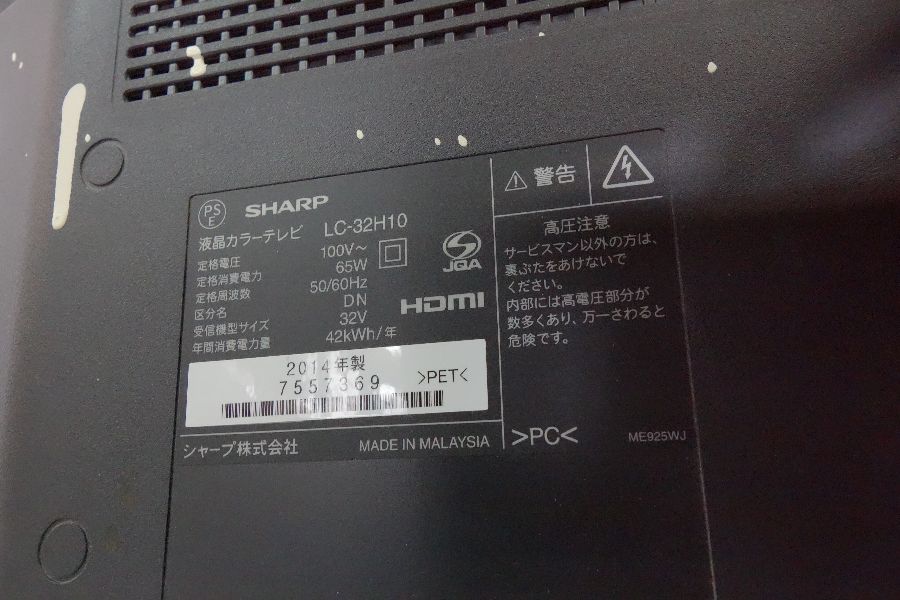 PS
E
SHARP
液晶カラーテレビ LC-32H10
定格電圧 100V～
定格消費電力 65W
定格周波数 50/60Hz
区分名 DN
受信機型サイズ 32V
年間消費電力量 42kWh/年
JQA
HDMI
2014年製
7557369
>PET<
シャープ株式会社
MADE IN MALAYSIA
警告
高圧注意
サービスマン以外の方は、
裏ぶたをあけないで
ください。
内部には高電圧部分が
数多くあり、万一さわると
危険です。
>PC<
ME925WJ